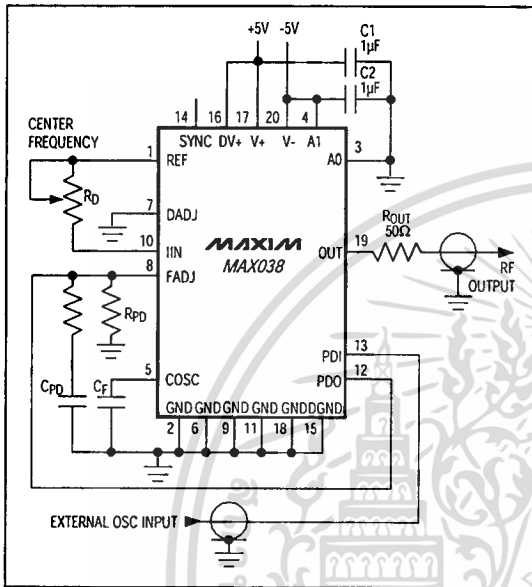 +5V
-5V
C1
1µF
C2
1µF
14
16
17
20
4
SYNC
DV+
V+
V-
A1
CENTER
FREQUENCY
1
REF
A0
3
RD
7
DADJ
10
IIN
MAXIM
MAX038
OUT
19
ROUT
50Ω
RF
OUTPUT
8
FADJ
RPD
PDI
13
PDO
12
CPD
CF
5
COSC
GND GND GND GND GND DGND
2 6 9 11 18 15
EXTERNAL OSC INPUT